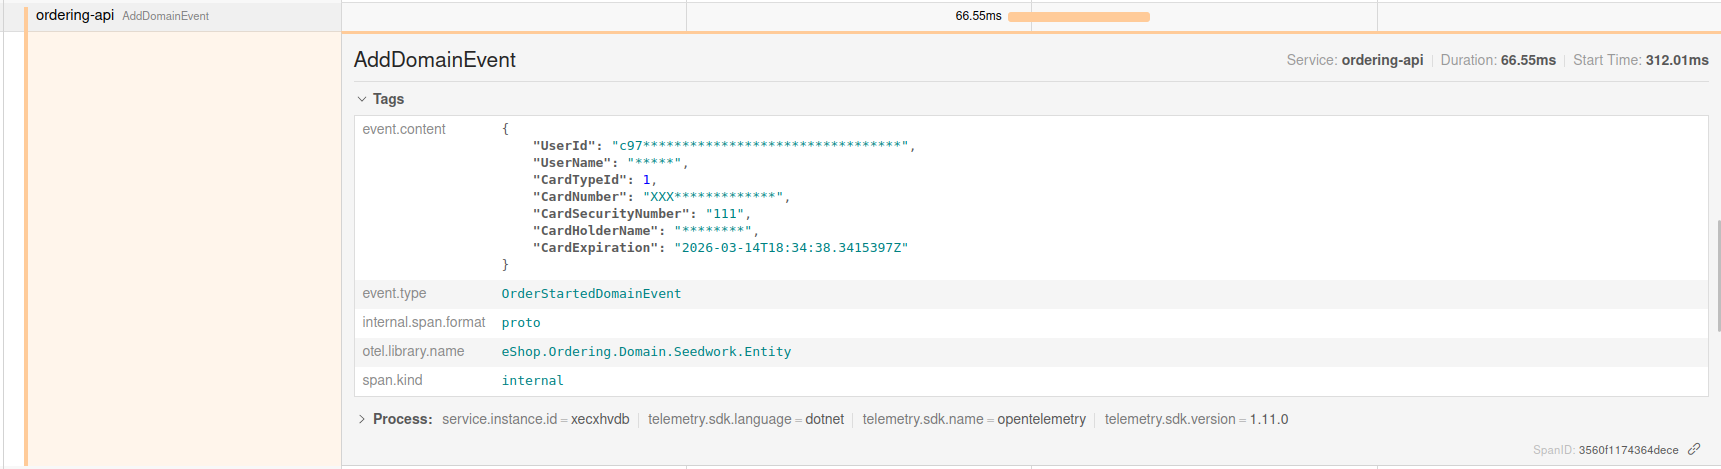 ordering-api AddDomainEvent 66.55ms
AddDomainEvent Service: ordering-api Duration: 66.55ms Start Time: 312.01ms
Tags
event.content {
"UserId": "c97*********************************",
"UserName": "*****",
"CardTypeId": 1,
"CardNumber": "XXX*************",
"CardSecurityNumber": "111",
"CardHolderName": "********",
"CardExpiration": "2026-03-14T18:34:38.3415397Z"
}
event.type OrderStartedDomainEvent
internal.span.format proto
otel.library.name eShop.Ordering.Domain.Seedwork.Entity
span.kind internal
Process: service.instance.id = xecxhvdb telemetry.sdk.language = dotnet telemetry.sdk.name = opentelemetry telemetry.sdk.version = 1.11.0
SpanID: 3560f1174364dece